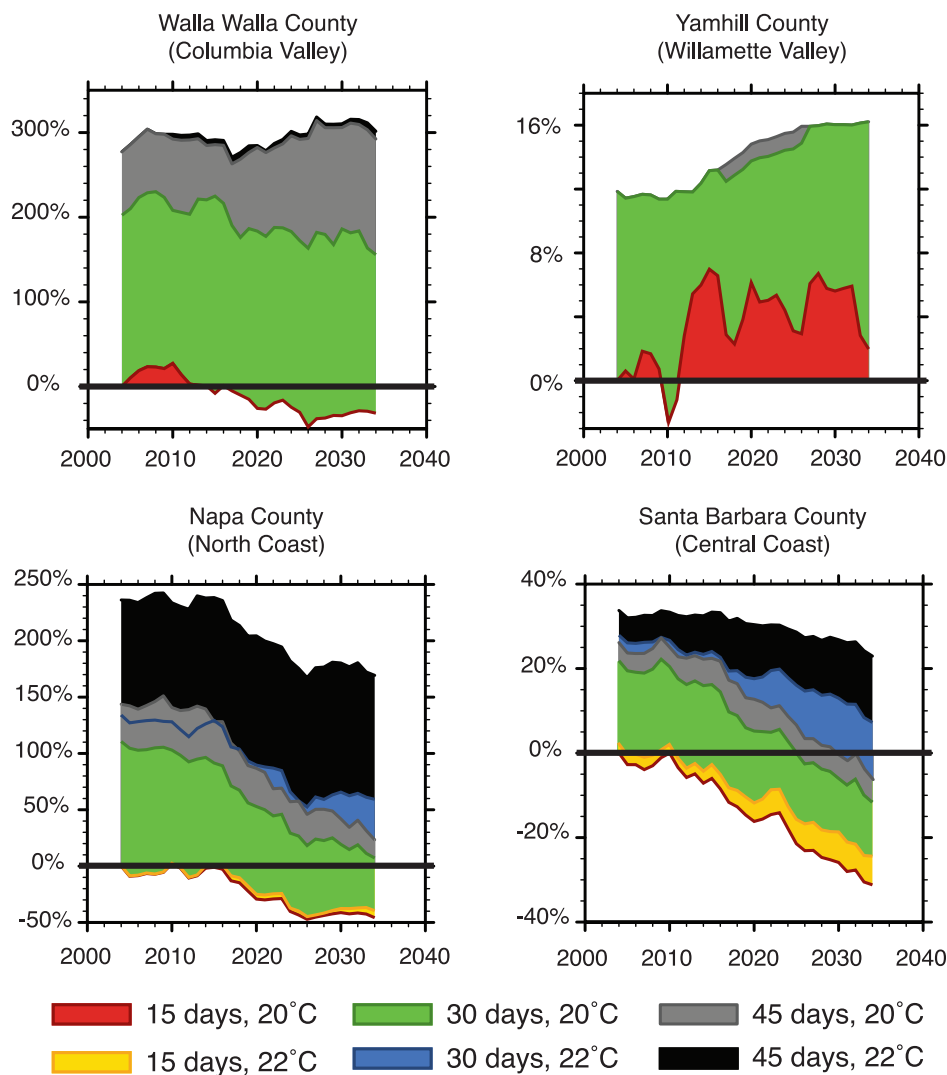 Walla Walla County
(Columbia Valley)
300%
200%
100%
0%
2000 2010 2020 2030 2040
Yamhill County
(Willamette Valley)
16%
8%
0%
2000 2010 2020 2030 2040
Napa County
(North Coast)
250%
200%
150%
100%
50%
0%
-50%
2000 2010 2020 2030 2040
Santa Barbara County
(Central Coast)
40%
20%
0%
-20%
-40%
2000 2010 2020 2030 2040
15 days, 20˚C 30 days, 20˚C 45 days, 20˚C
15 days, 22˚C 30 days, 22˚C 45 days, 22˚C